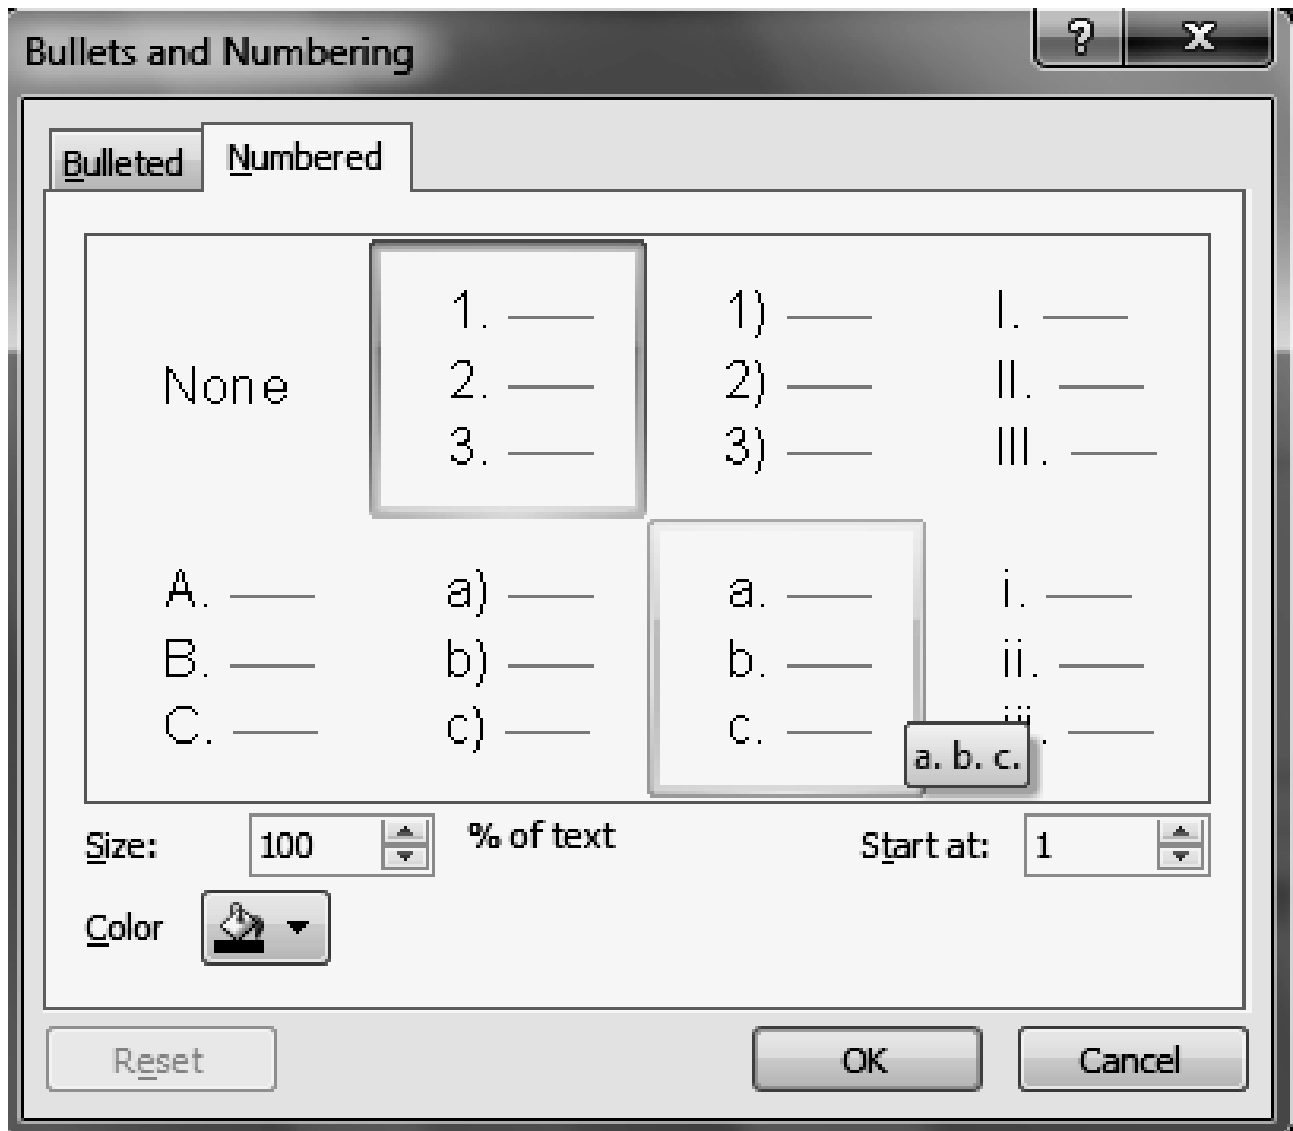 Bullets and Numbering
? X
Bulleted Numbered
None
1.
2.
3.
1)
2)
3)
I.
II.
III.
A.
B.
C.
a)
b)
c)
a.
b.
c.
i.
ii.
iii.
a. b. c.
Size: 100 % of text Start at: 1
Color
Reset OK Cancel